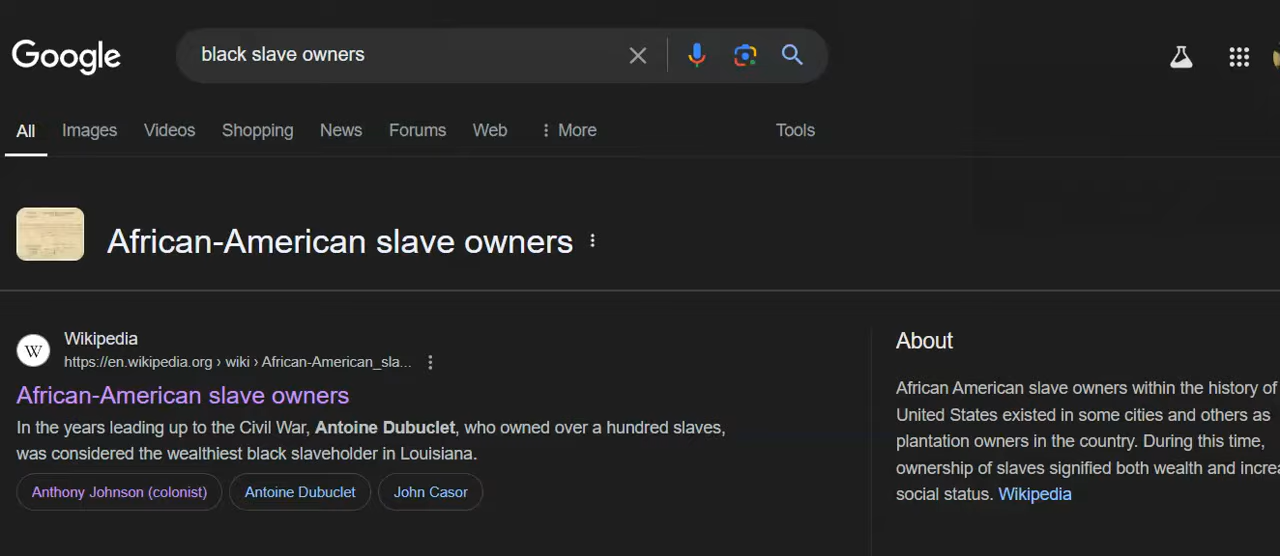 Google
black slave owners
All Images Videos Shopping News Forums Web More Tools
African-American slave owners
W
Wikipedia
https://en.wikipedia.org › wiki › African-American_sla...
African-American slave owners
In the years leading up to the Civil War, Antoine Dubuclet, who owned over a hundred slaves,
was considered the wealthiest black slaveholder in Louisiana.
Anthony Johnson (colonist) Antoine Dubuclet John Casor
About
African American slave owners within the history of
United States existed in some cities and others as
plantation owners in the country. During this time,
ownership of slaves signified both wealth and increa
social status. Wikipedia